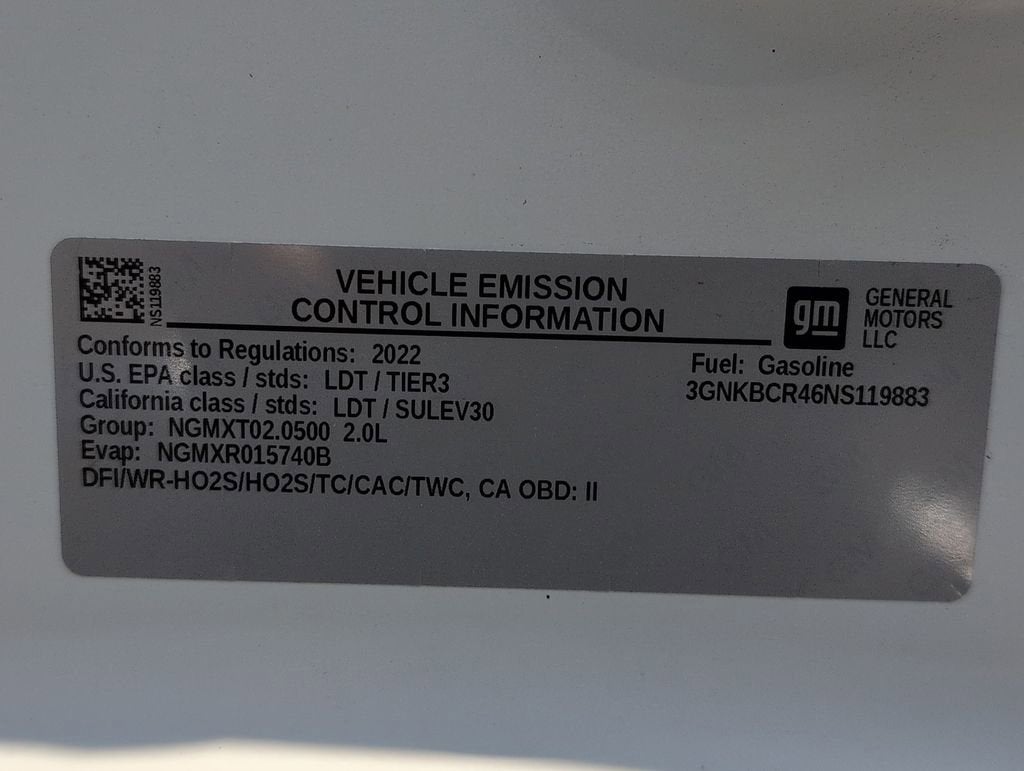 NS119883
VEHICLE EMISSION
CONTROL INFORMATION
gm
GENERAL
MOTORS
LLC
Conforms to Regulations: 2022
U.S. EPA class / stds: LDT / TIER3
California class / stds: LDT / SULEV30
Group: NGMXT02.0500 2.0L
Evap: NGMXR015740B
DFI/WR-HO2S/HO2S/TC/CAC/TWC, CA OBD: II
Fuel: Gasoline
3GNKBCR46NS119883